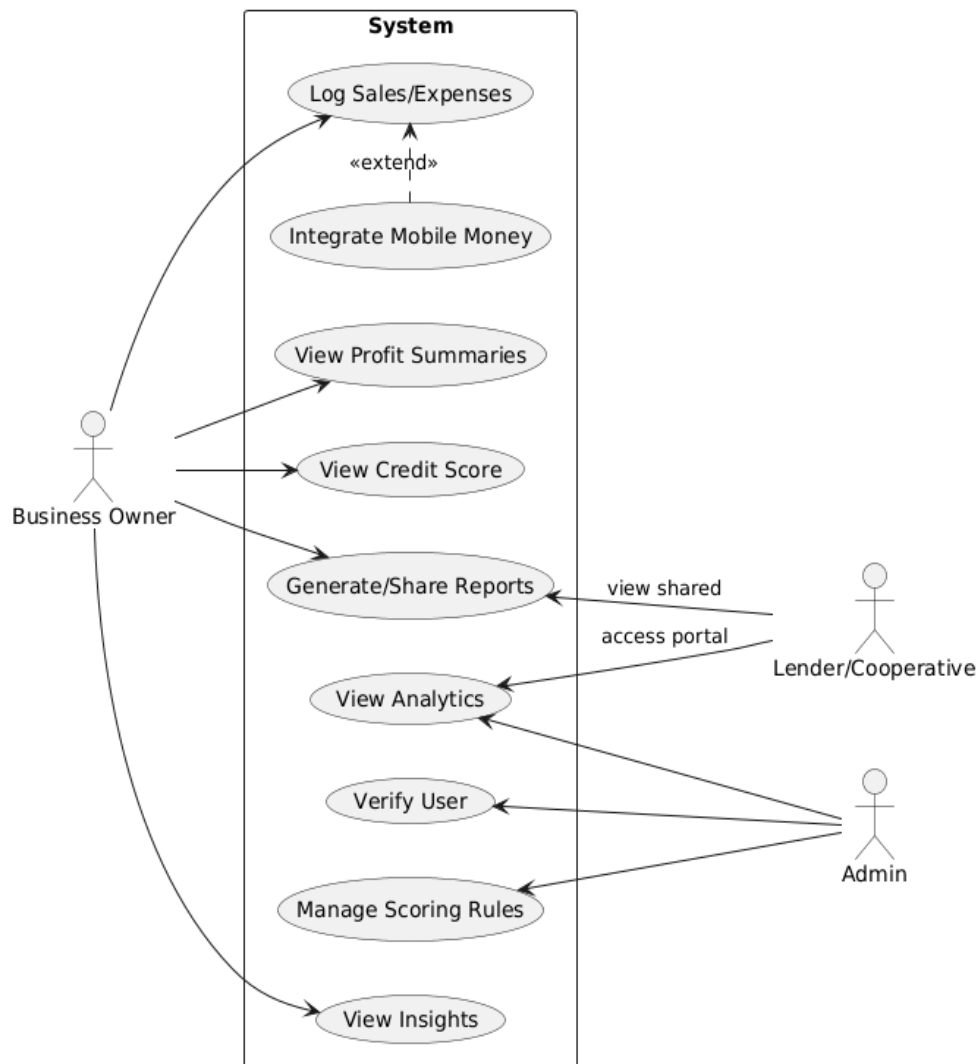 System
Log Sales/Expenses
«extend»
Integrate Mobile Money
View Profit Summaries
View Credit Score
Business Owner
Generate/Share Reports
view shared
access portal
Lender/Cooperative
View Analytics
Verify User
Admin
Manage Scoring Rules
View Insights